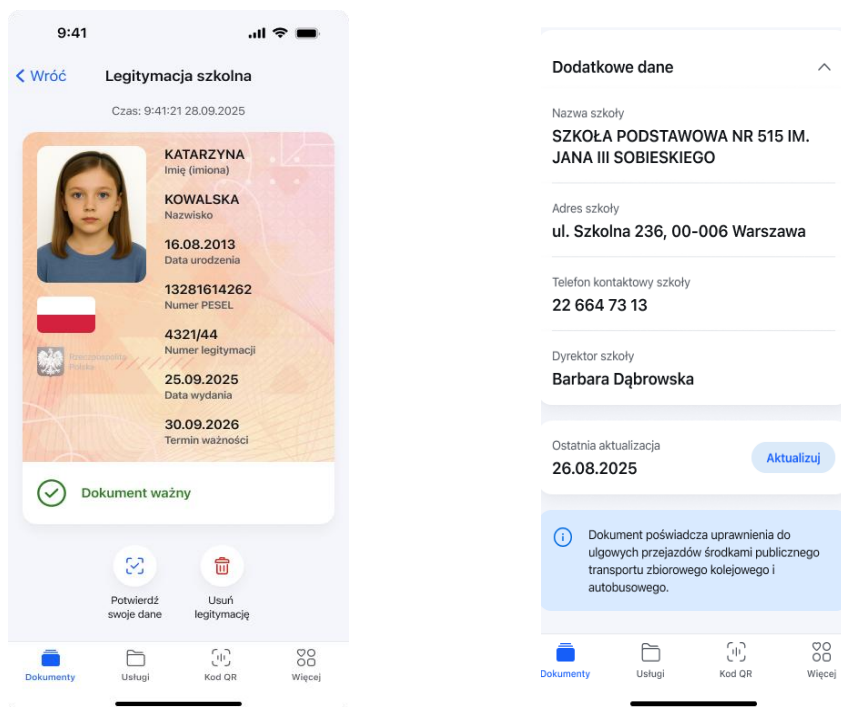 9:41
Wróć
Legitymacja szkolna
Czas: 9:41:21 28.09.2025
KATARZYNA
Imię (imiona)
KOWALSKA
Nazwisko
16.08.2013
Data urodzenia
13281614262
Numer PESEL
4321/44
Numer legitymacji
25.09.2025
Data wydania
30.09.2026
Termin ważności
Rzeczpospolita
Polska
Dokument ważny
Potwierdź
swoje dane
Usuń
legitymację
Dokumenty
Usługi
Kod QR
Więcej
Dodatkowe dane
Nazwa szkoły
SZKOŁA PODSTAWOWA NR 515 IM.
JANA III SOBIESKIEGO
Adres szkoły
ul. Szkolna 236, 00-006 Warszawa
Telefon kontaktowy szkoły
22 664 73 13
Dyrektor szkoły
Barbara Dąbrowska
Ostatnia aktualizacja
26.08.2025
Aktualizuj
Dokument poświadcza uprawnienia do
ulgowych przejazdów środkami publicznego
transportu zbiorowego kolejowego i
autobusowego.
Dokumenty
Usługi
Kod QR
Więcej